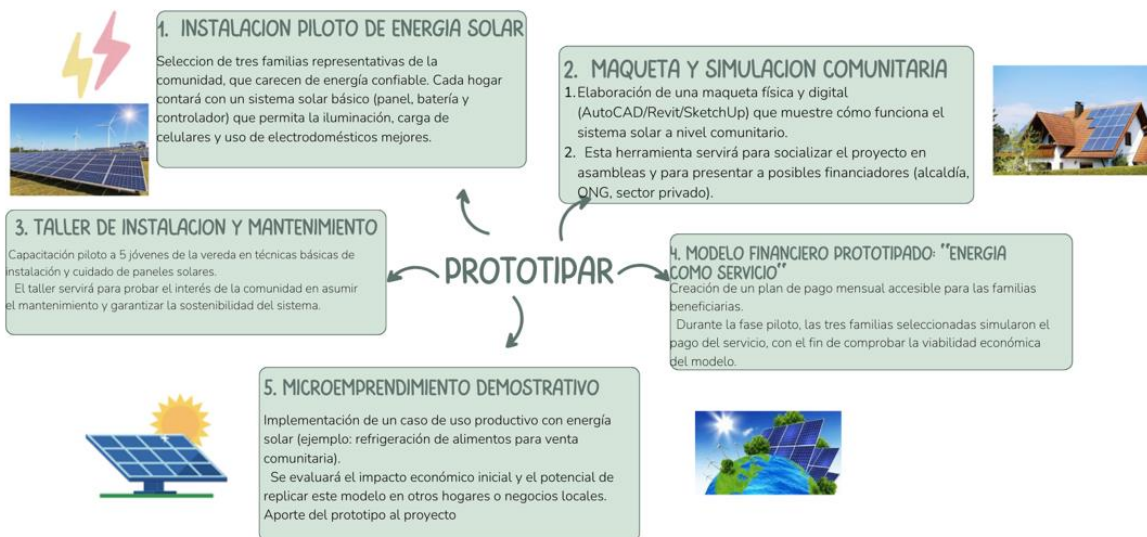 1. INSTALACION PILOTO DE ENERGIA SOLAR
Seleccion de tres familias representativas de la
comunidad, que carecen de energía confiable. Cada hogar
contará con un sistema solar básico (panel, batería y
controlador) que permita la iluminación, carga de
celulares y uso de electrodomésticos mejores.
2. MAQUETA Y SIMULACION COMUNITARIA
1. Elaboración de una maqueta física y digital
(AutoCAD/Revit/SketchUp) que muestre cómo funciona el
sistema solar a nivel comunitario.
2. Esta herramienta servirá para socializar el proyecto en
asambleas y para presentar a posibles financiadores (alcaldía,
ONG, sector privado).
3. TALLER DE INSTALACION Y MANTENIMIENTO
Capacitación piloto a 5 jóvenes de la vereda en técnicas básicas de
instalación y cuidado de paneles solares.
El taller servirá para probar el interés de la comunidad en asumir
el mantenimiento y garantizar la sostenibilidad del sistema.
PROTOTIPAR
4. MODELO FINANCIERO PROTOTIPADO: "ENERGIA
COMO SERVICIO"
Creación de un plan de pago mensual accesible para las familias
beneficiarias.
Durante la fase piloto, las tres familias seleccionadas simularon el
pago del servicio, con el fin de comprobar la viabilidad económica
del modelo.
5. MICROEMPRENDIMIENTO DEMOSTRATIVO
Implementación de un caso de uso productivo con energía
solar (ejemplo: refrigeración de alimentos para venta
comunitaria).
Se evaluará el impacto económico inicial y el potencial de
replicar este modelo en otros hogares o negocios locales.
Aporte del prototipo al proyecto